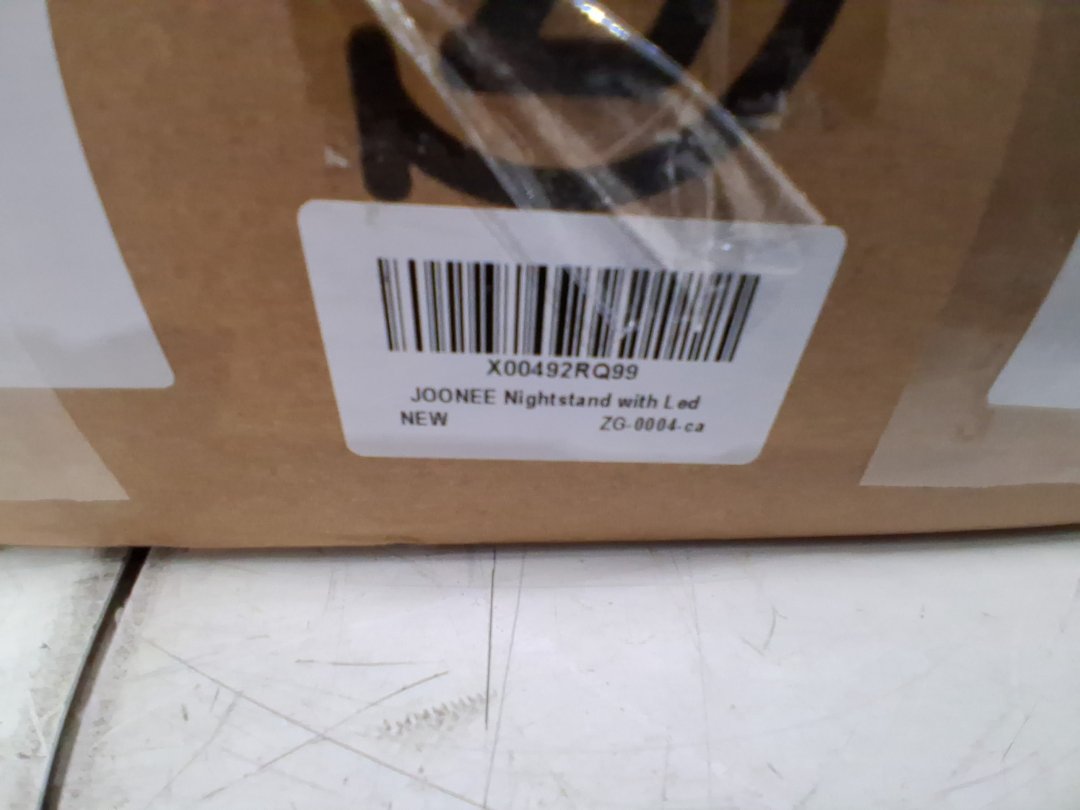 X00492RQ99
JOONEE Nightstand with Led
NEW ZG-0004-ca